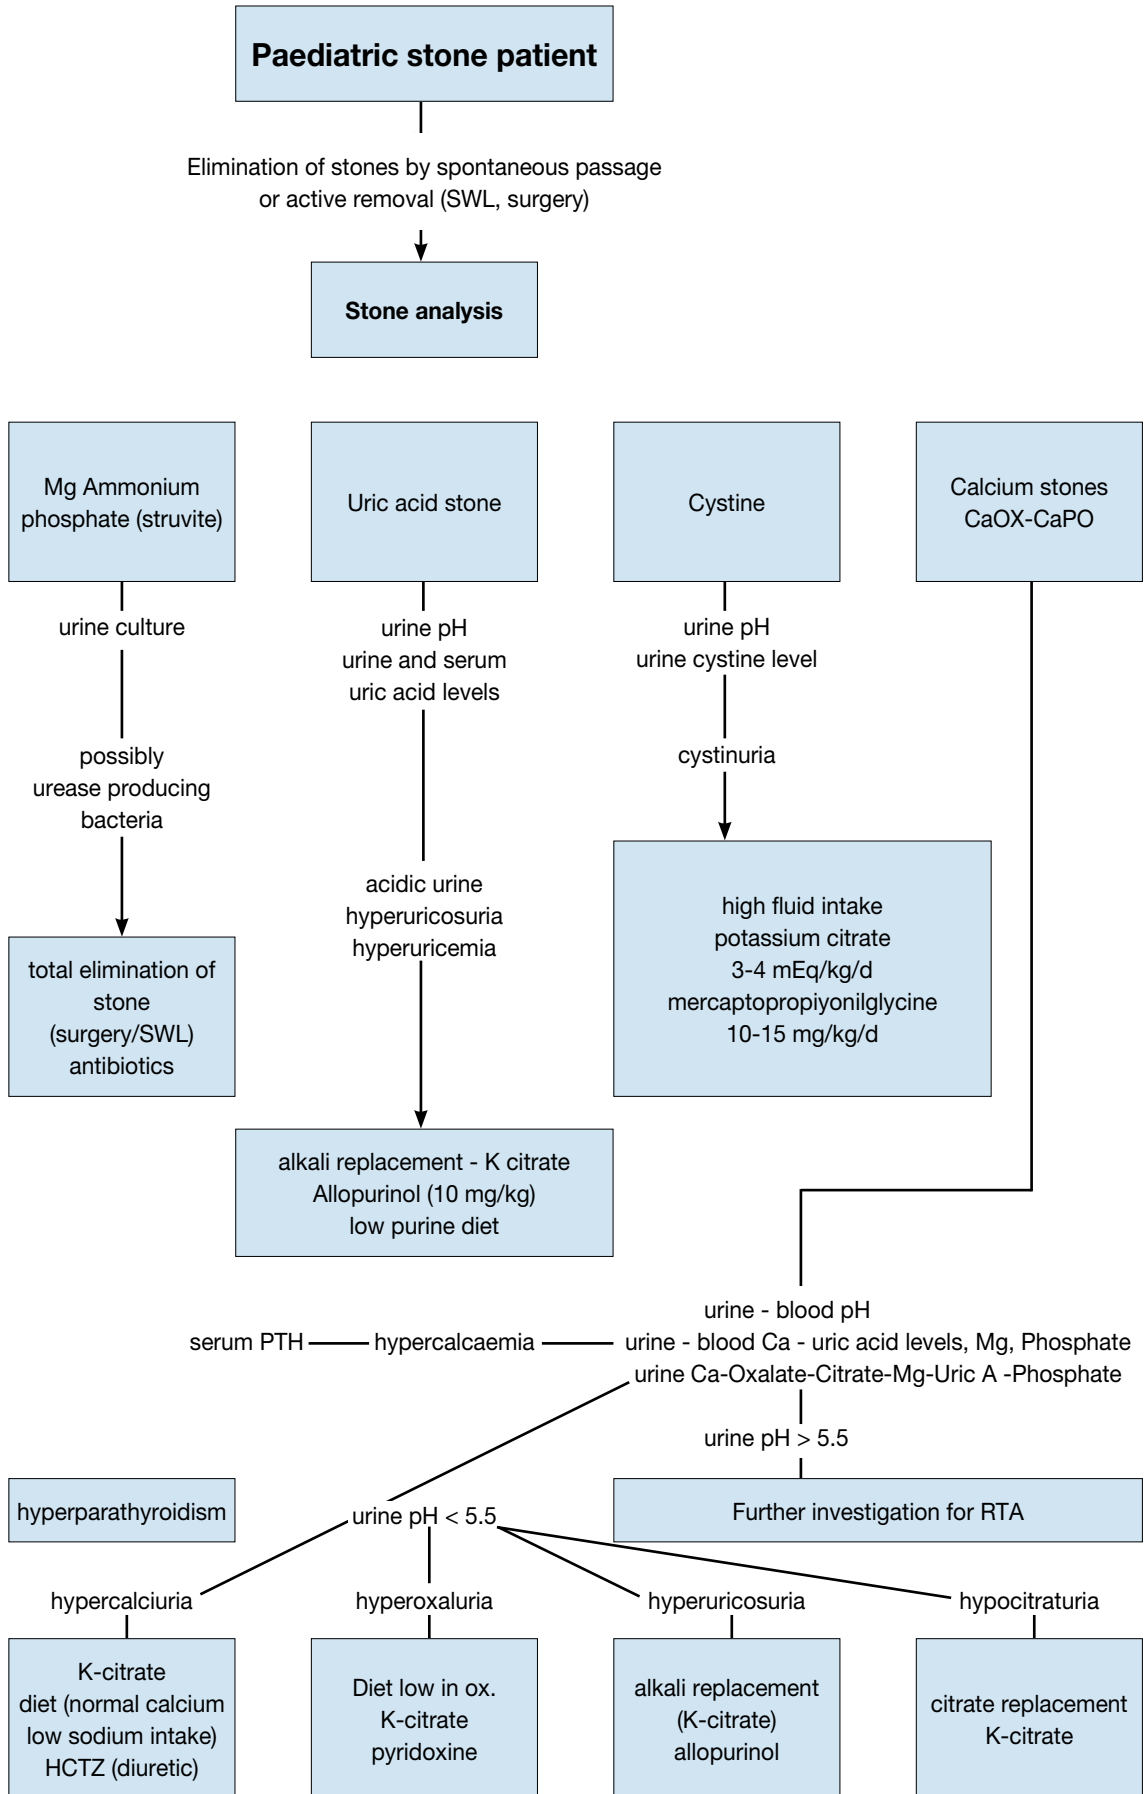 Paediatric stone patient
Elimination of stones by spontaneous passage
or active removal (SWL, surgery)
Stone analysis
Mg Ammonium
phosphate (struvite)
Uric acid stone
Cystine
Calcium stones
CaOX-CaPO
urine culture
possibly
urease producing
bacteria
total elimination of
stone
(surgery/SWL)
antibiotics
urine pH
urine and serum
uric acid levels
acidic urine
hyperuricosuria
hyperuricemia
alkali replacement - K citrate
Allopurinol (10 mg/kg)
low purine diet
urine pH
urine cystine level
cystinuria
high fluid intake
potassium citrate
3-4 mEq/kg/d
mercaptopropiyonilglycine
10-15 mg/kg/d
urine - blood pH
urine - blood Ca - uric acid levels, Mg, Phosphate
urine Ca-Oxalate-Citrate-Mg-Uric A -Phosphate
hypercalcaemia
serum PTH
hyperparathyroidism
urine pH > 5.5
Further investigation for RTA
urine pH < 5.5
hypercalciuria
K-citrate
diet (normal calcium
low sodium intake)
HCTZ (diuretic)
hyperoxaluria
Diet low in ox.
K-citrate
pyridoxine
hyperuricosuria
alkali replacement
(K-citrate)
allopurinol
hypocitraturia
citrate replacement
K-citrate